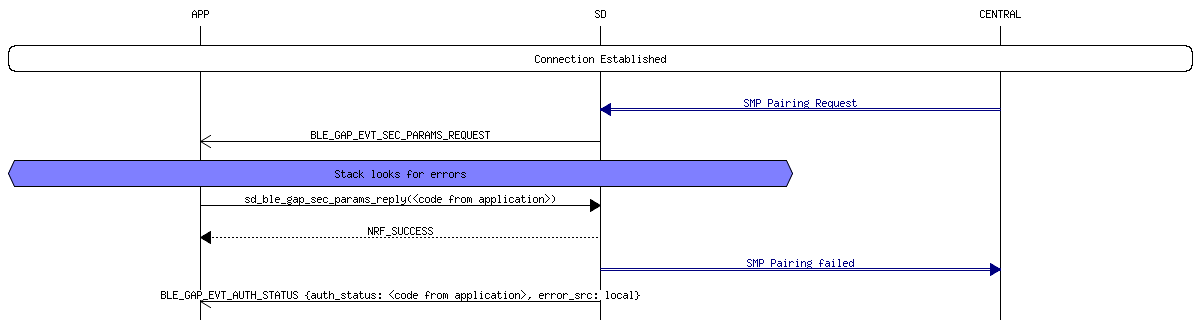 APP SD CENTRAL
Connection Established
SMP Pairing Request
BLE_GAP_EVT_SEC_PARAMS_REQUEST
Stack looks for errors
sd_ble_gap_sec_params_reply(<code from application>)
NRF_SUCCESS
SMP Pairing failed
BLE_GAP_EVT_AUTH_STATUS {auth_status: <code from application>, error_src: local}